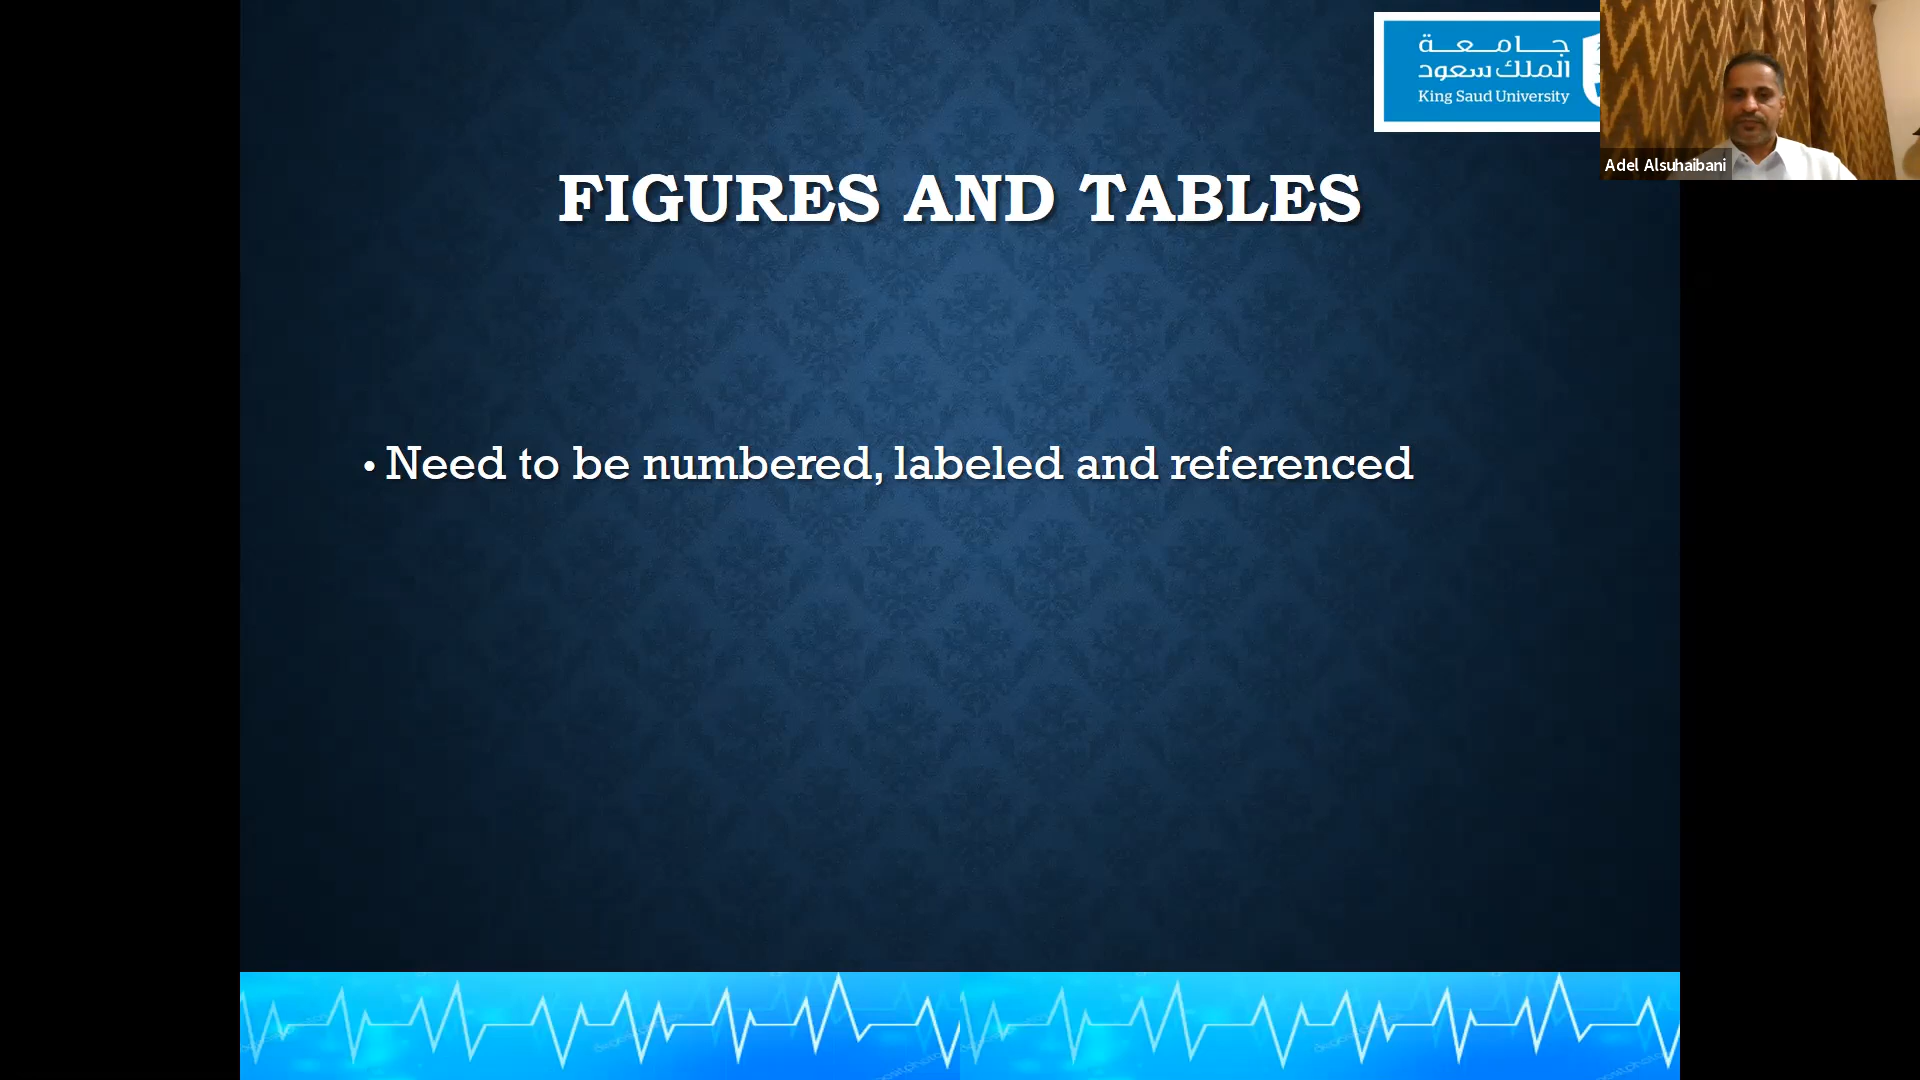 جامعة
الملك سعود
King Saud University
Adel Alsuhaibani
FIGURES AND TABLES
• Need to be numbered, labeled and referenced